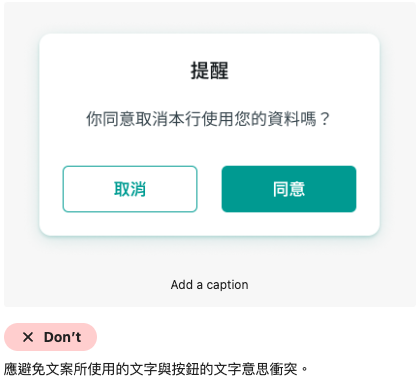 提醒
你同意取消本行使用您的資料嗎？
取消
同意
Add a caption
✕ Don’t
應避免文案所使用的文字與按鈕的文字意思衝突。